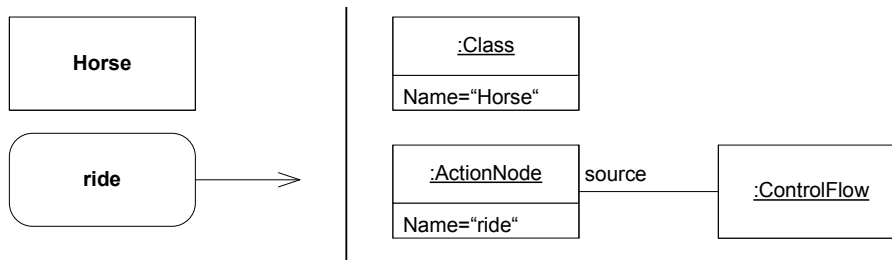 Horse
ride
:Class
Name=“Horse“
:ActionNode
Name=“ride“
source
:ControlFlow